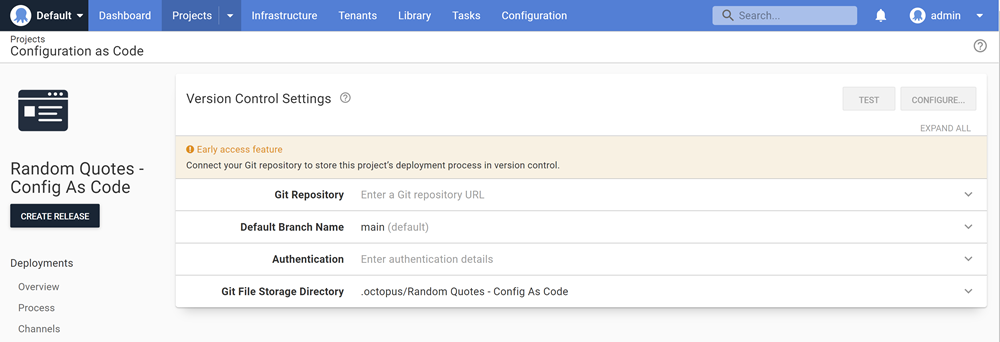 Default Dashboard Projects Infrastructure Tenants Library Tasks Configuration Search... admin
Projects
Configuration as Code
Version Control Settings TEST CONFIGURE...
EXPAND ALL
Early access feature
Connect your Git repository to store this project's deployment process in version control.
Random Quotes -
Config As Code
Git Repository Enter a Git repository URL
CREATE RELEASE
Default Branch Name main (default)
Authentication Enter authentication details
Deployments
Git File Storage Directory .octopus/Random Quotes - Config As Code
Overview
Process
Channels